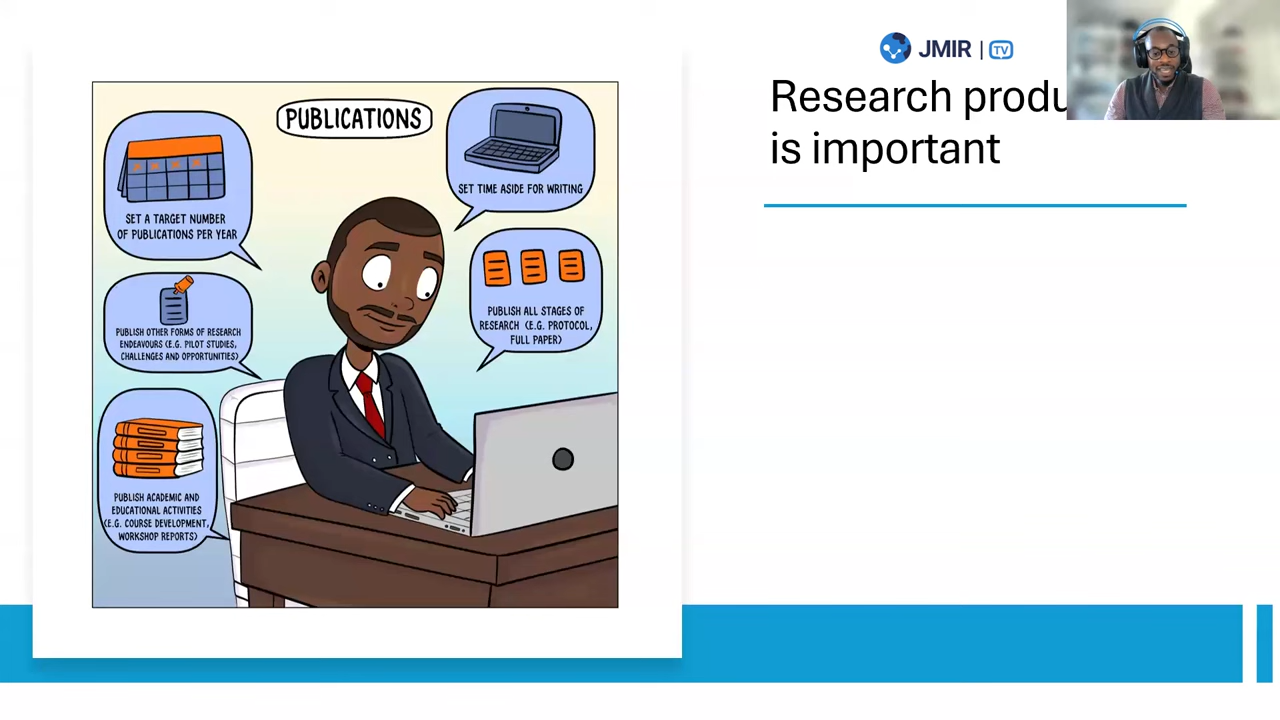 JMIR | TV
Research produ
is important
PUBLICATIONS
SET A TARGET NUMBER
OF PUBLICATIONS PER YEAR
SET TIME ASIDE FOR WRITING
PUBLISH OTHER FORMS OF RESEARCH
ENDEAVOURS (E.G. PILOT STUDIES,
CHALLENGES AND OPPORTUNITIES)
PUBLISH ALL STAGES OF
RESEARCH (E.G. PROTOCOL,
FULL PAPER)
PUBLISH ACADEMIC AND
EDUCATIONAL ACTIVITIES
(E.G. COURSE DEVELOPMENT,
WORKSHOP REPORTS)